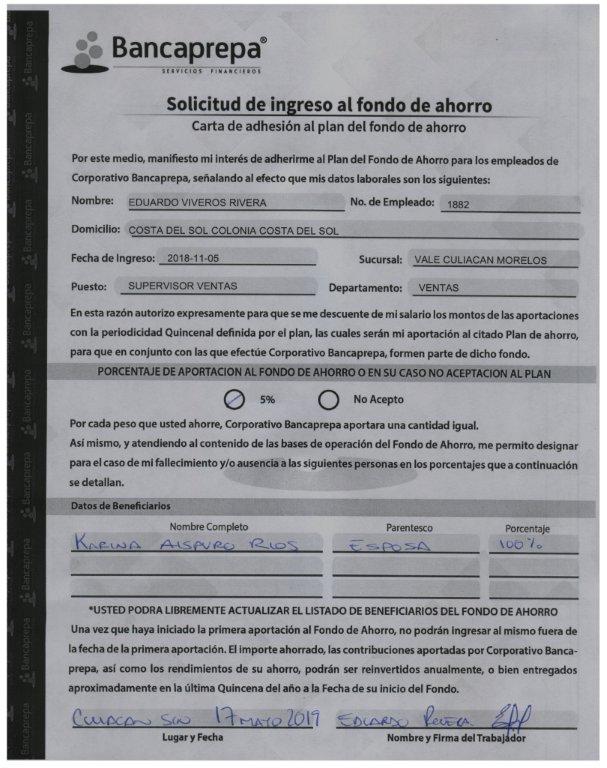 Bancaprepa®
SERVICIOS FINANCIEROS
Solicitud de ingreso al fondo de ahorro
Carta de adhesión al plan del fondo de ahorro
Por este medio, manifiesto mi interés de adherirme al Plan del Fondo de Ahorro para los empleados de
Corporativo Bancaprepa, señalando al efecto que mis datos laborales son los siguientes:
Nombre: EDUARDO VIVEROS RIVERA No. de Empleado: 1882
Domicilio: COSTA DEL SOL COLONIA COSTA DEL SOL
Fecha de Ingreso: 2018-11-05 Sucursal: VALE CULIACAN MORELOS
Puesto: SUPERVISOR VENTAS Departamento: VENTAS
En esta razón autorizo expresamente para que se me descuente de mi salario los montos de las aportaciones
con la periodicidad Quincenal definida por el plan, las cuales serán mi aportación al citado Plan de ahorro,
para que en conjunto con las que efectúe Corporativo Bancaprepa, formen parte de dicho fondo.
PORCENTAJE DE APORTACION AL FONDO DE AHORRO O EN SU CASO NO ACEPTACION AL PLAN
5% No Acepto
Por cada peso que usted ahorre, Corporativo Bancaprepa aportara una cantidad igual.
Así mismo, y atendiendo al contenido de las bases de operación del Fondo de Ahorro, me permito designar
para el caso de mi fallecimiento y/o ausencia a las siguientes personas en los porcentajes que a continuación
se detallan.
Datos de Beneficiarios
Nombre Completo Parentesco Porcentaje
KARINA AISPURO RIOS ESPOSA 100%
*USTED PODRA LIBREMENTE ACTUALIZAR EL LISTADO DE BENEFICIARIOS DEL FONDO DE AHORRO
Una vez que haya iniciado la primera aportación al Fondo de Ahorro, no podrán ingresar al mismo fuera de
la fecha de la primera aportación. El importe ahorrado, las contribuciones aportadas por Corporativo Banca-
prepa, así como los rendimientos de su ahorro, podrán ser reinvertidos anualmente, o bien entregados
aproximadamente en la última Quincena del año a la Fecha de su inicio del Fondo.
CULIACAN SIN 17 MAYO 2019 EDUARDO RIVERA
Lugar y Fecha Nombre y Firma del Trabajador